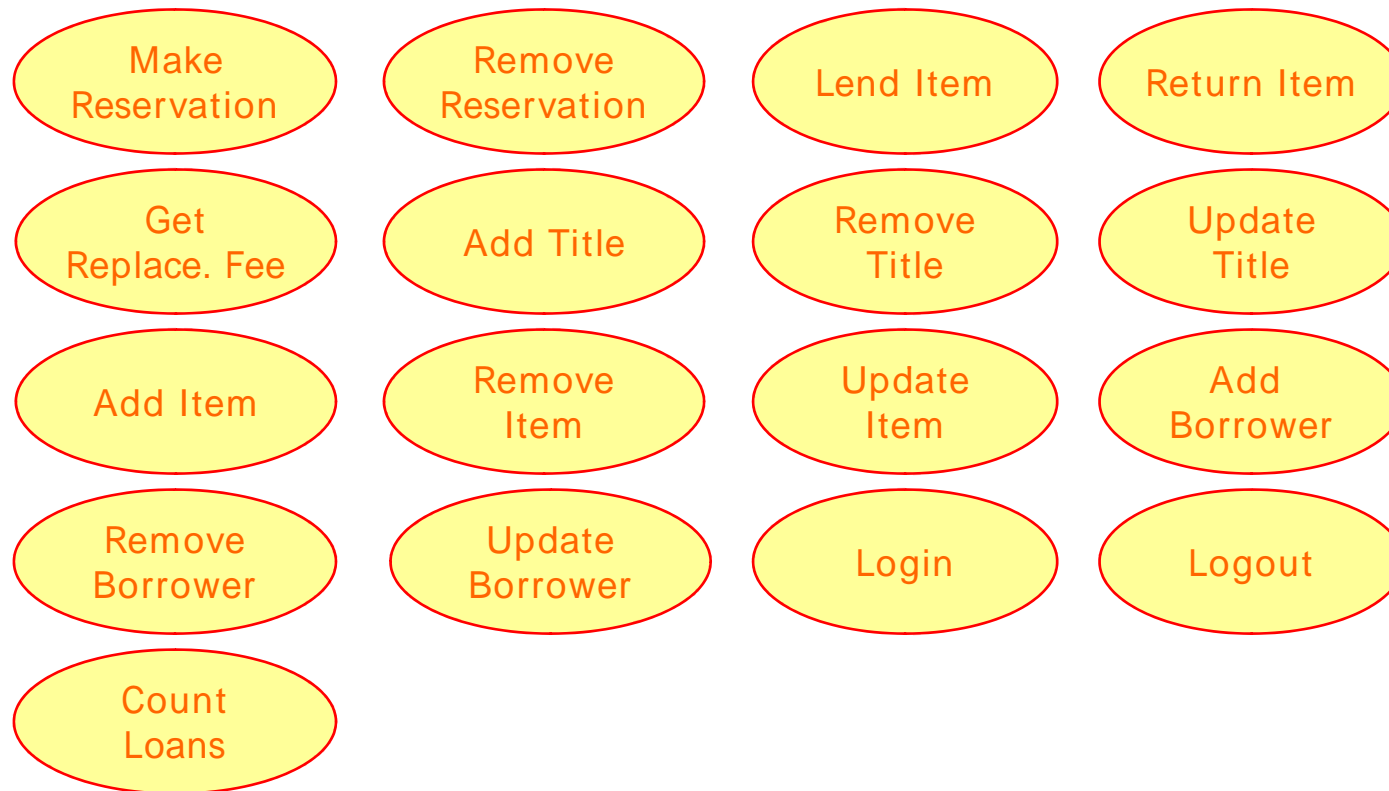 Make
Reservation
Remove
Reservation
Lend Item
Return Item
Get
Replace. Fee
Add Title
Remove
Title
Update
Title
Add Item
Remove
Item
Update
Item
Add
Borrower
Remove
Borrower
Update
Borrower
Login
Logout
Count
Loans